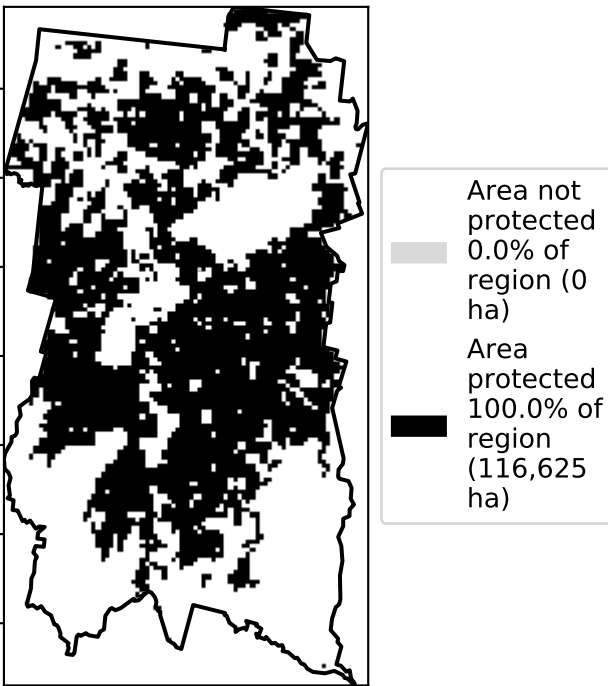 Area not
protected
0.0% of
region (0
ha)
Area
protected
100.0% of
region
(116,625
ha)